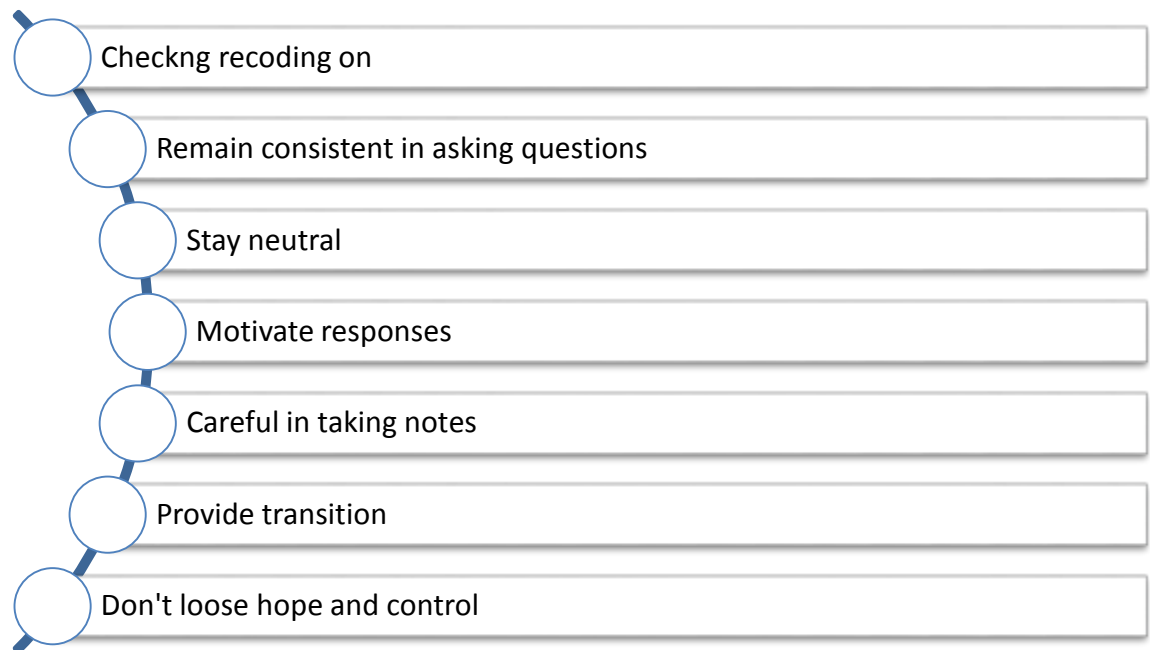 Checkng recoding on
Remain consistent in asking questions
Stay neutral
Motivate responses
Careful in taking notes
Provide transition
Don't loose hope and control